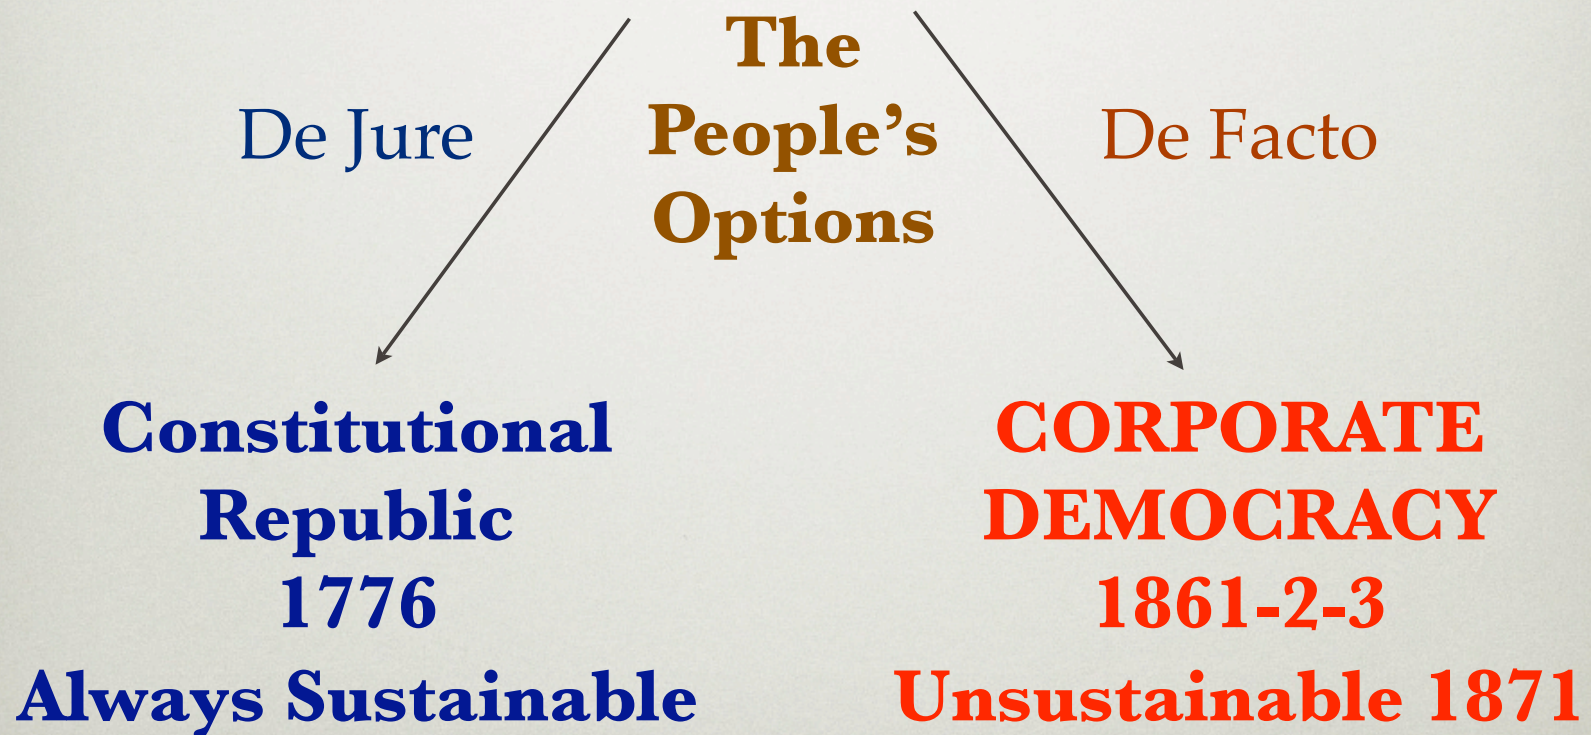 The
People’s
Options
De Jure
De Facto
Constitutional
Republic
1776
Always Sustainable
CORPORATE
DEMOCRACY
1861-2-3
Unsustainable 1871